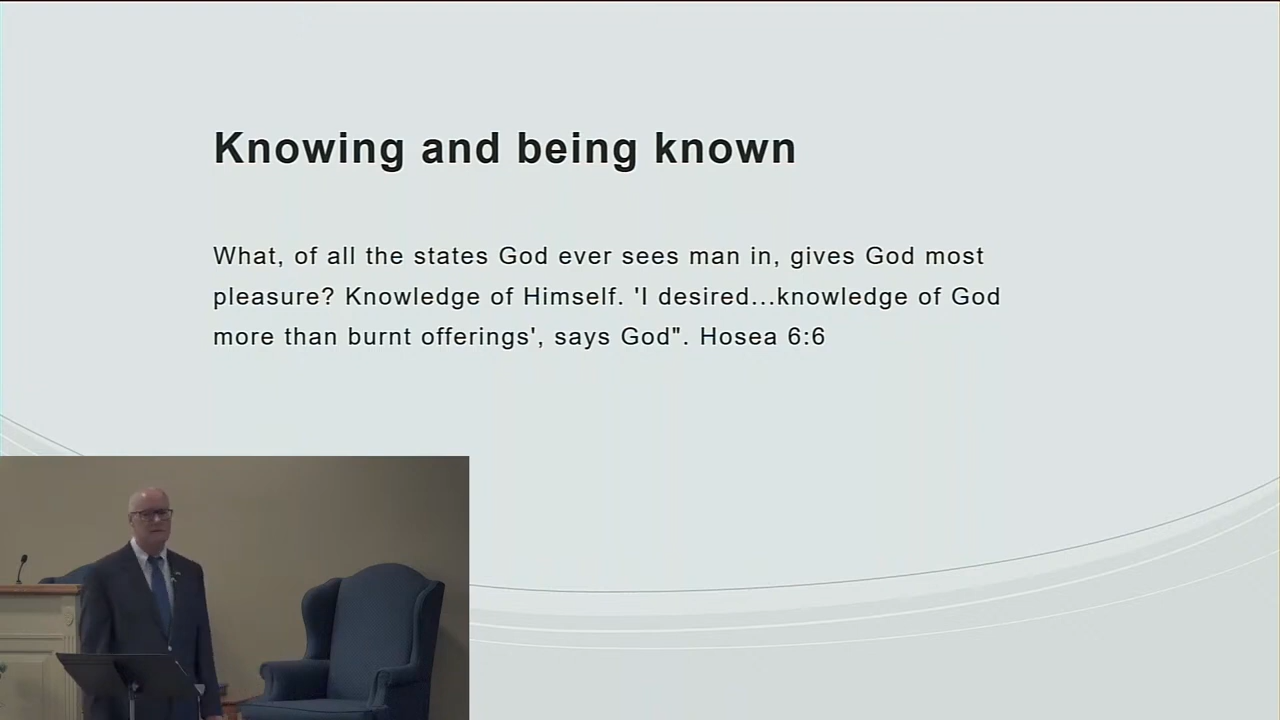 Knowing and being known
What, of all the states God ever sees man in, gives God most
pleasure? Knowledge of Himself. 'I desired...knowledge of God
more than burnt offerings', says God". Hosea 6:6